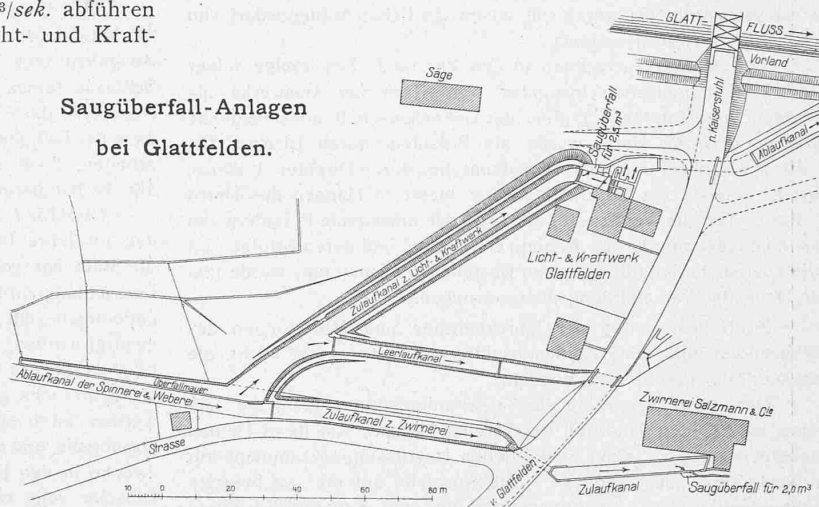 ³/sek. abführen
ht- und Kraft-
Saugüberfall-Anlagen
bei Glattfelden.
GLATT-
FLUSS
Vorland
Säge
Saugüberfall
für 2,5 m³
n. Kaiserstuhl
Ablaufkanal
Zulaufkanal z. Licht- & Kraftwerk
Licht- & Kraftwerk
Glattfelden
Leerlaufkanal
Überfallmauer
Ablaufkanal der Spinnerei & Weberei
Strasse
Zulaufkanal z. Zwirnerei
v. Glattfelden
Zwirnerei Salzmann & Cie
Zulaufkanal
Saugüberfall für 2,0 m³
10 0 20 40 60 80 m